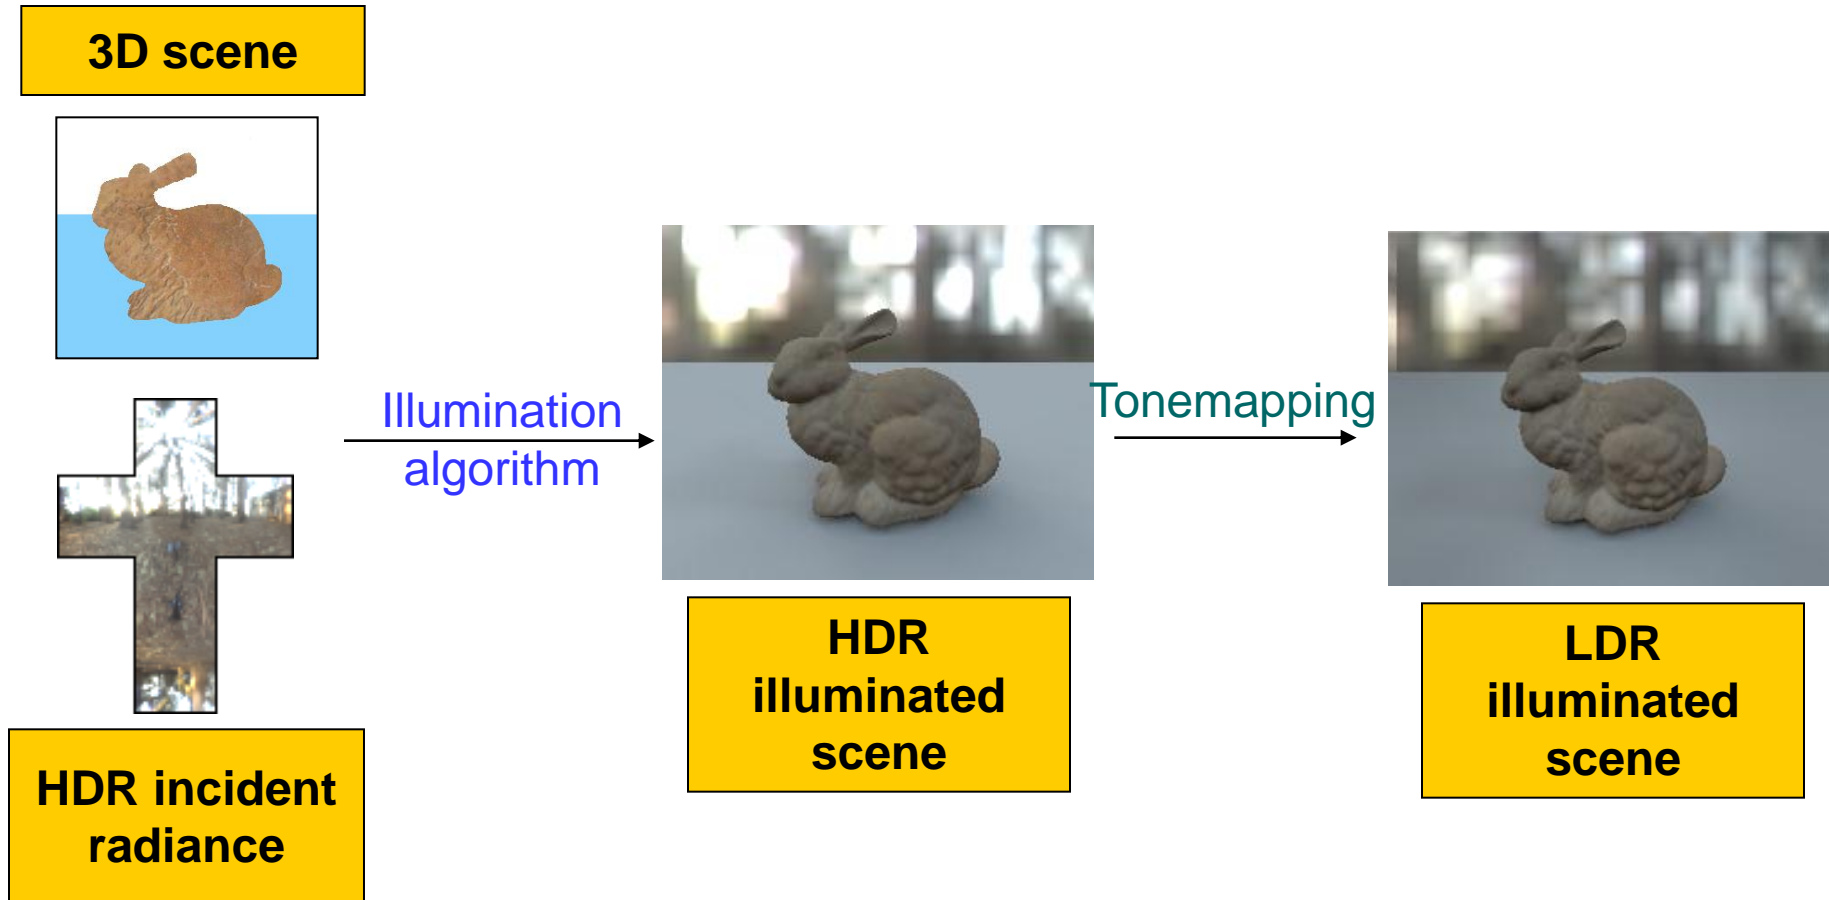 3D scene
HDR incident
radiance
Illumination
algorithm
HDR
illuminated
scene
Tonemapping
LDR
illuminated
scene